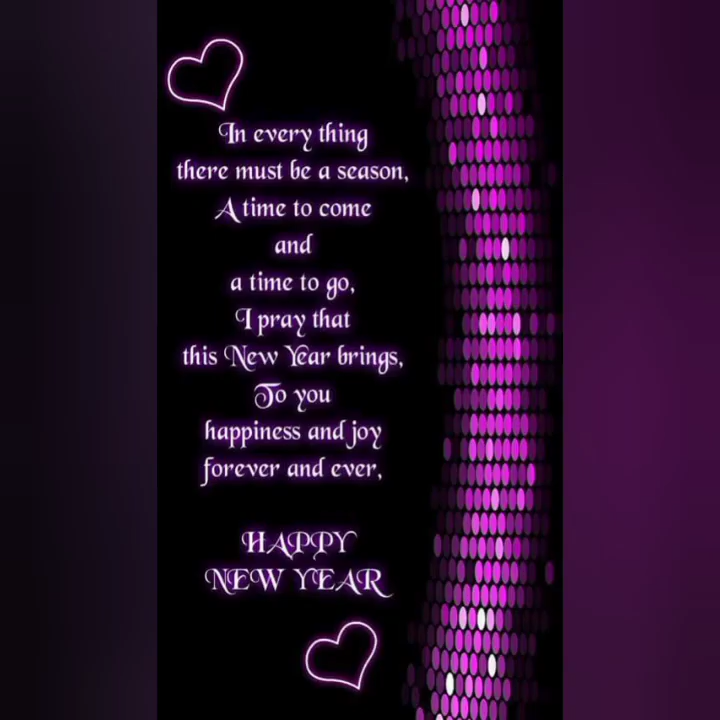 In every thing
there must be a season,
A time to come
and
a time to go,
I pray that
this New Year brings,
To you
happiness and joy
forever and ever,
HAPPY
NEW YEAR